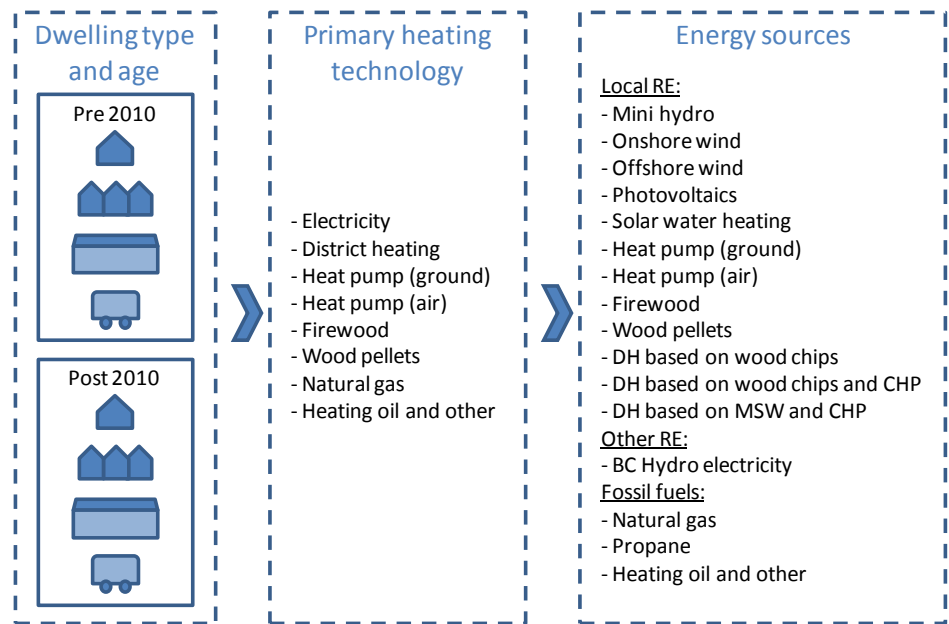 Dwelling type
and age
Pre 2010
Post 2010
Primary heating
technology
- Electricity
- District heating
- Heat pump (ground)
- Heat pump (air)
- Firewood
- Wood pellets
- Natural gas
- Heating oil and other
Energy sources
Local RE:
- Mini hydro
- Onshore wind
- Offshore wind
- Photovoltaics
- Solar water heating
- Heat pump (ground)
- Heat pump (air)
- Firewood
- Wood pellets
- DH based on wood chips
- DH based on wood chips and CHP
- DH based on MSW and CHP
Other RE:
- BC Hydro electricity
Fossil fuels:
- Natural gas
- Propane
- Heating oil and other